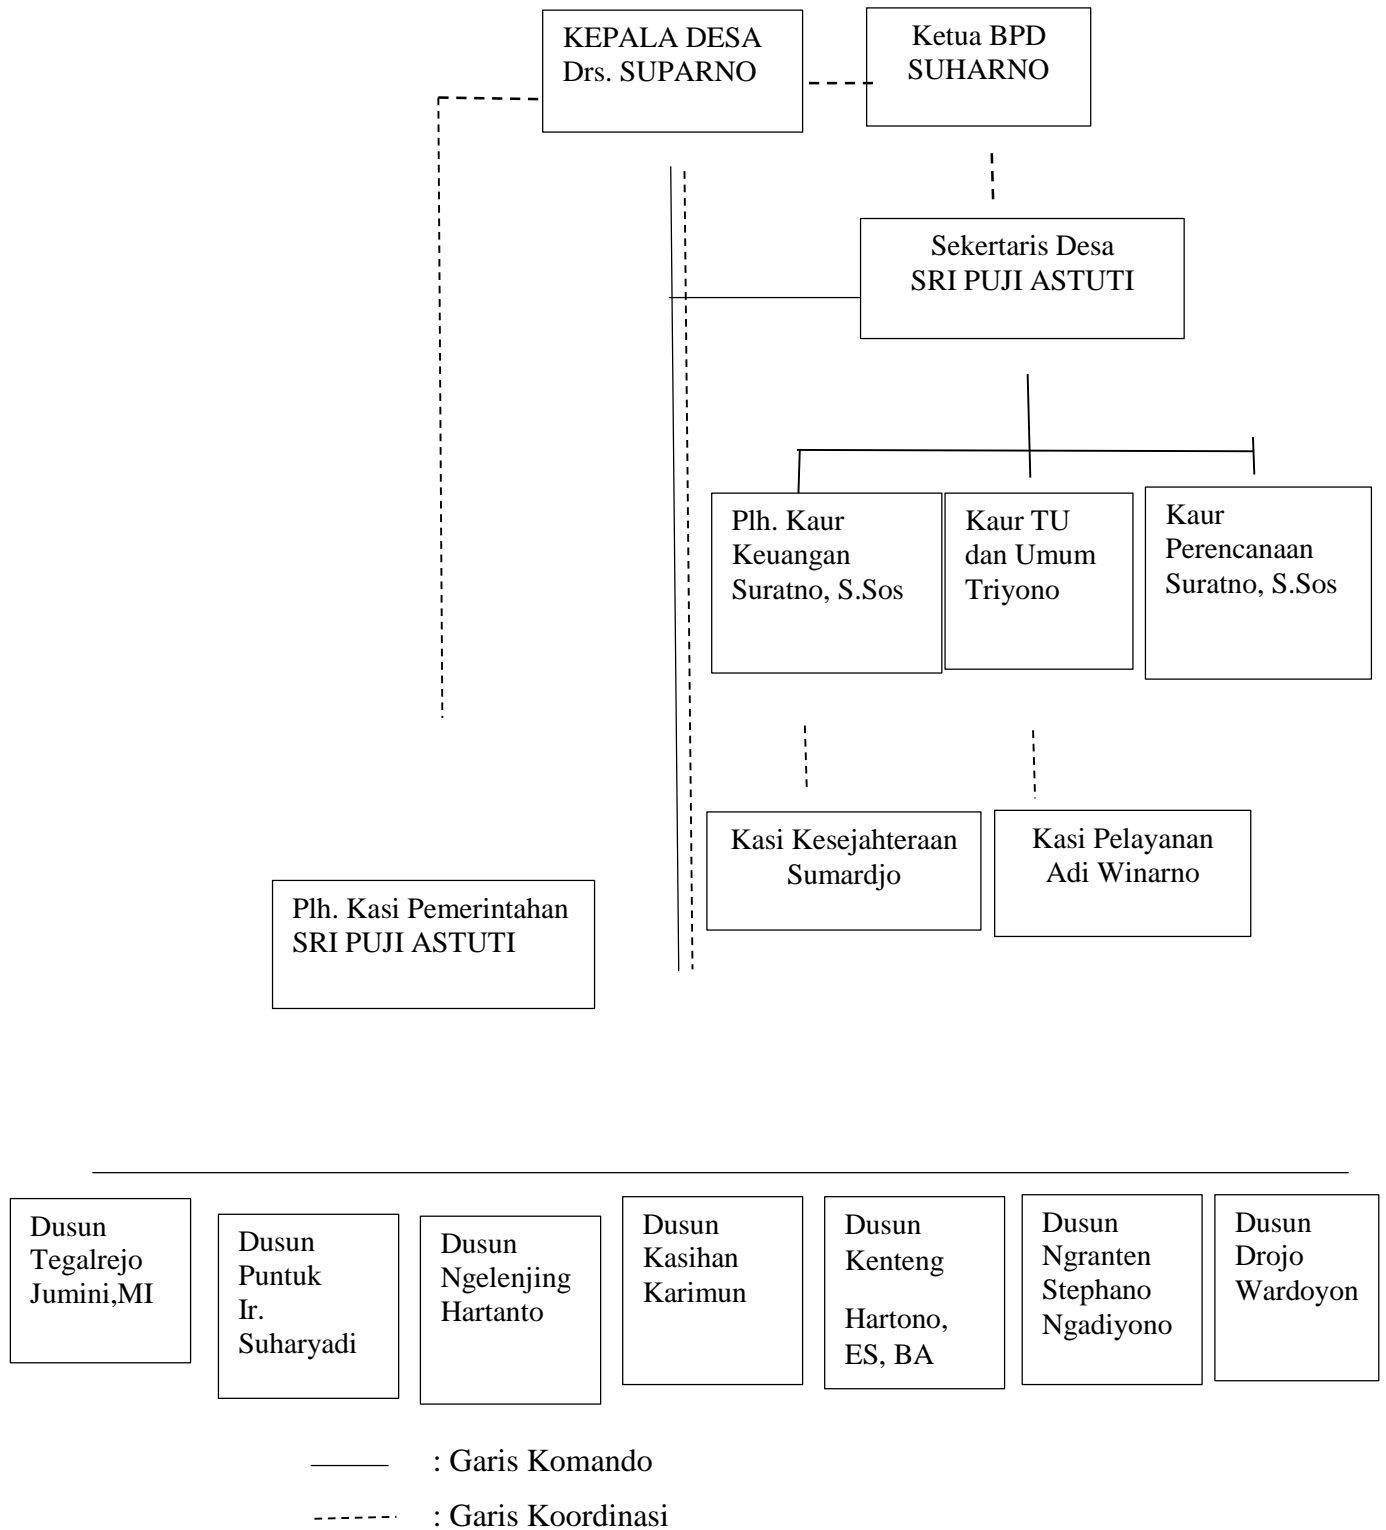 KEPALA DESA
Drs. SUPARNO
Ketua BPD
SUHARNO
Sekertaris Desa
SRI PUJI ASTUTI
Plh. Kaur
Keuangan
Suratno, S.Sos
Kaur TU
dan Umum
Triyono
Kaur
Perencanaan
Suratno, S.Sos
Kasi Kesejahteraan
Sumardjo
Kasi Pelayanan
Adi Winarno
Plh. Kasi Pemerintahan
SRI PUJI ASTUTI
Dusun
Tegalrejo
Jumini,MI
Dusun
Puntuk
Ir.
Suharyadi
Dusun
Ngelenjing
Hartanto
Dusun
Kasihan
Karimun
Dusun
Kenteng
Hartono,
ES, BA
Dusun
Ngranten
Stephano
Ngadiyono
Dusun
Drojo
Wardoyon
: Garis Komando
: Garis Koordinasi